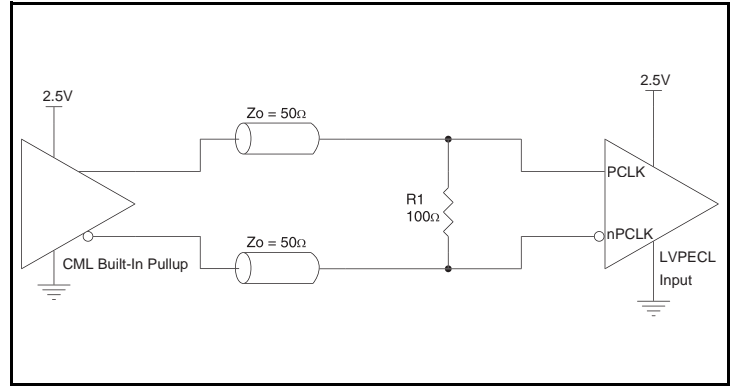 2.5V
2.5V
Zo = 50Ω
PCLK
R1
100Ω
Zo = 50Ω
nPCLK
CML Built-In Pullup
LVPECL
Input